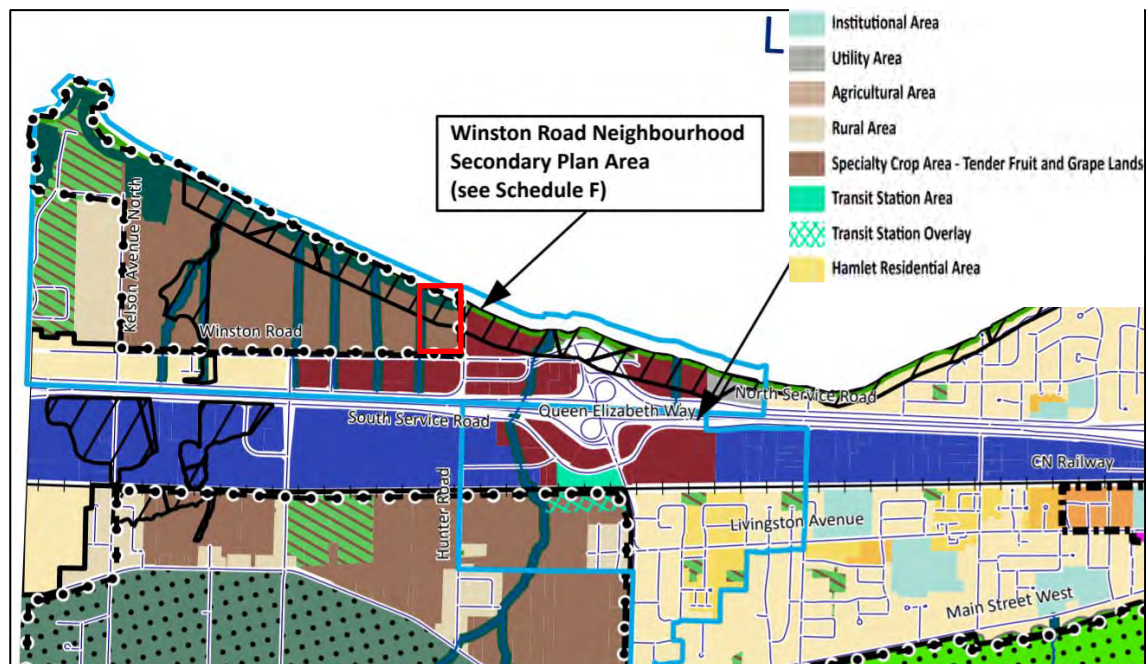 L
Institutional Area
Utility Area
Agricultural Area
Rural Area
Specialty Crop Area - Tender Fruit and Grape Lands
Transit Station Area
Transit Station Overlay
Hamlet Residential Area
Winston Road Neighbourhood
Secondary Plan Area
(see Schedule F)
Kelson Avenue North
Winston Road
North Service Road
South Service Road
Queen Elizabeth Way
CN Railway
Hunter Road
Livingston Avenue
Main Street West